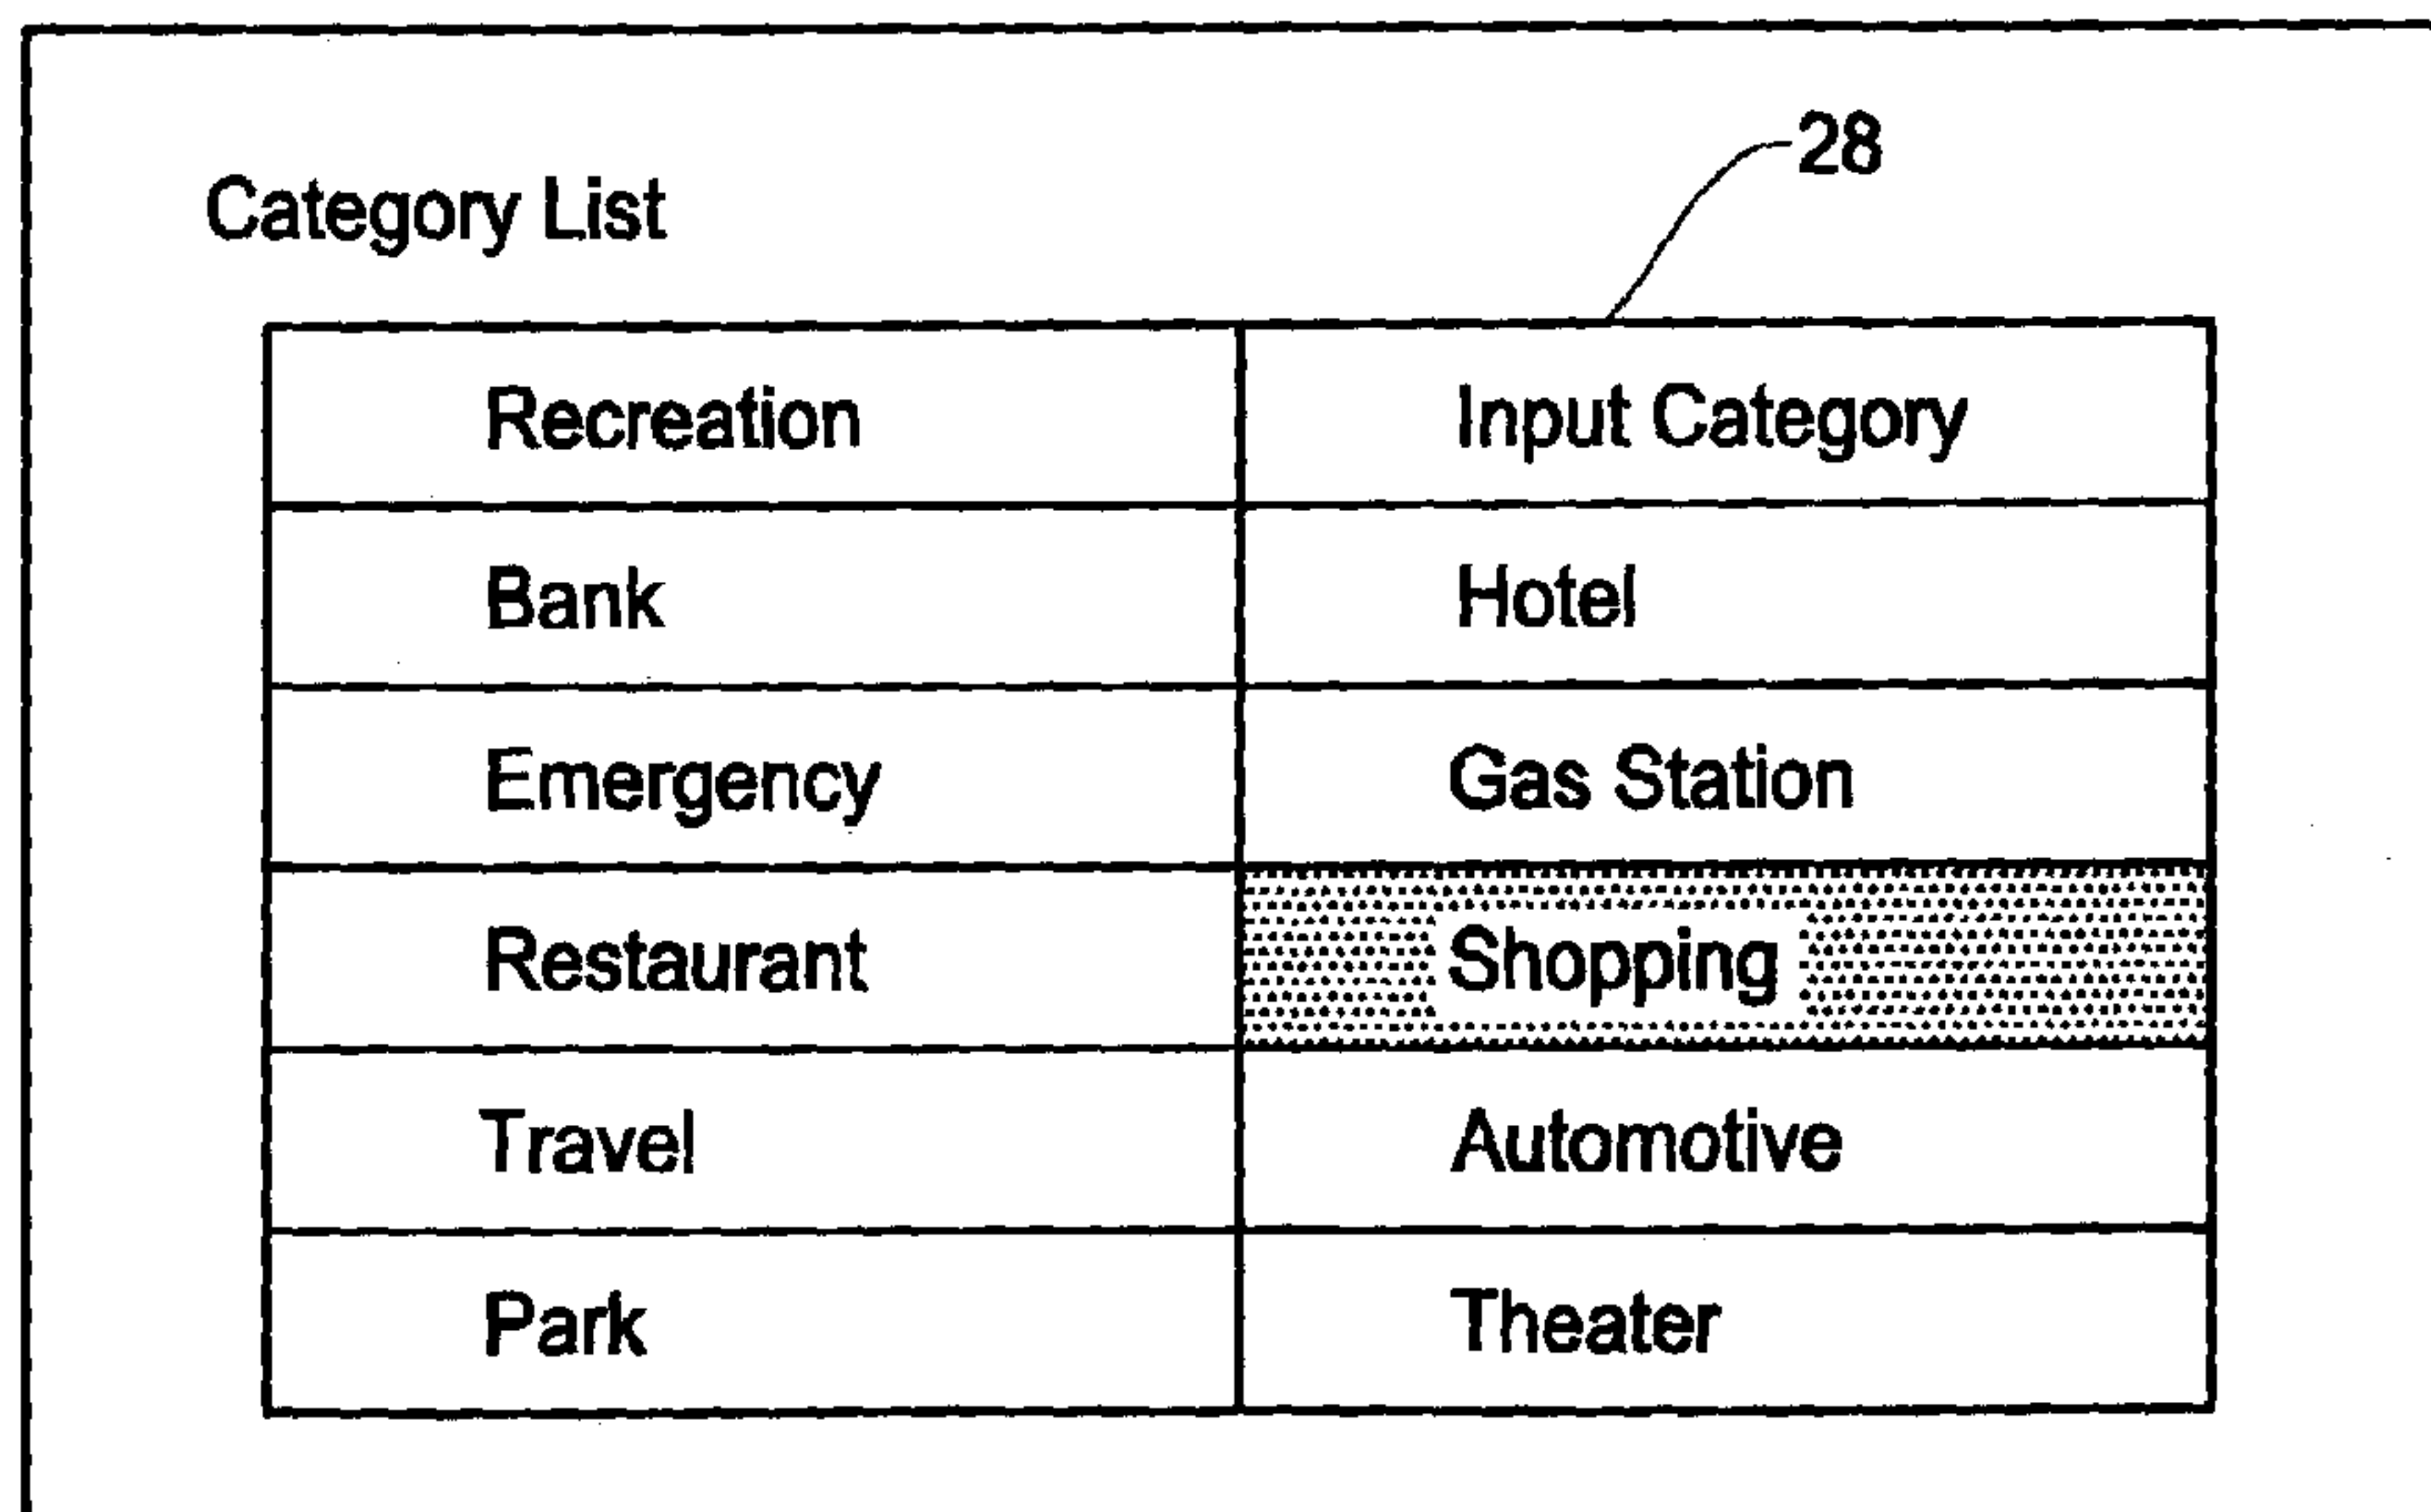 28
Category List
Recreation Input Category
Bank Hotel
Emergency Gas Station
Restaurant Shopping
Travel Automotive
Park Theater